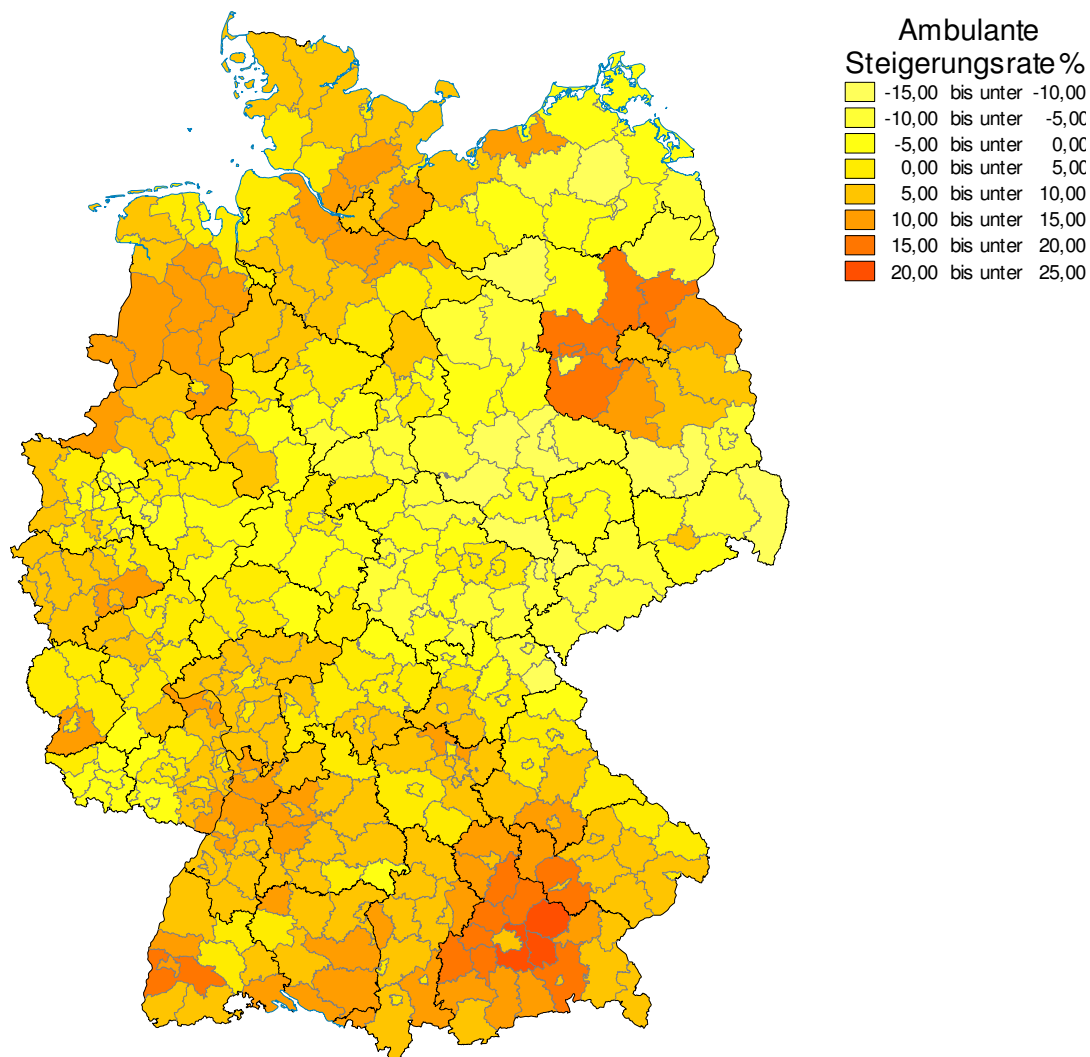 Ambulante
Steigerungsrate %
-15,00 bis unter -10,00
-10,00 bis unter -5,00
-5,00 bis unter 0,00
0,00 bis unter 5,00
5,00 bis unter 10,00
10,00 bis unter 15,00
15,00 bis unter 20,00
20,00 bis unter 25,00